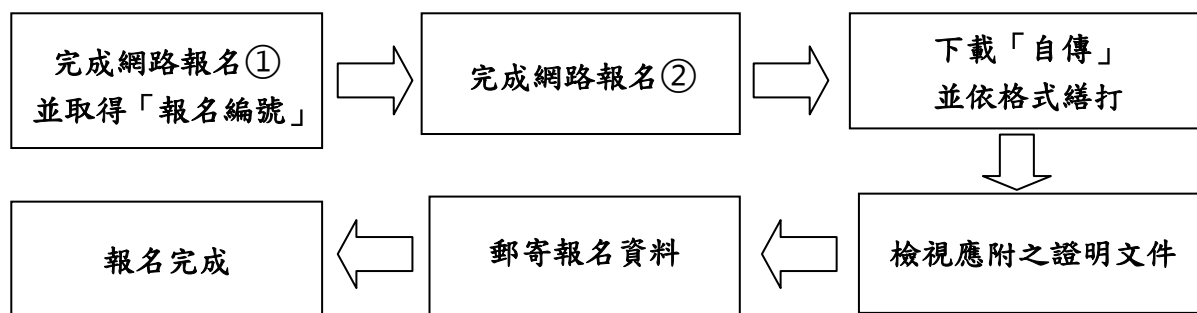 完成網路報名①
並取得「報名編號」
完成網路報名②
下載「自傳」
並依格式繕打
檢視應附之證明文件
郵寄報名資料
報名完成